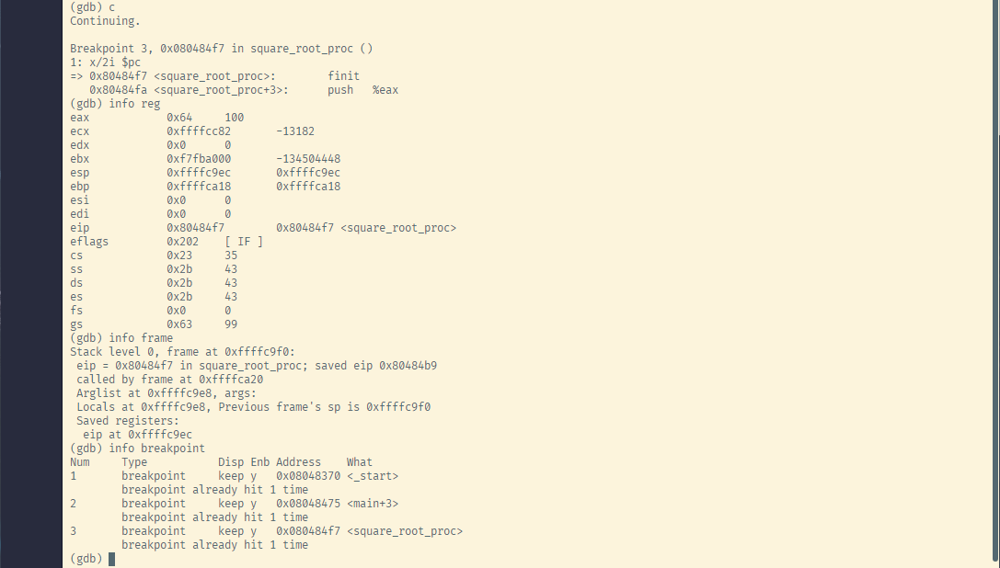 (gdb) c
Continuing.
Breakpoint 3, 0x080484f7 in square_root_proc ()
1: x/2i $pc
=> 0x80484f7 <square_root_proc>:        finit
   0x80484fa <square_root_proc+3>:      push   %eax
(gdb) info reg
eax            0x64     100
ecx            0xffffcc82       -13182
edx            0x0      0
ebx            0xf7fba000       -134504448
esp            0xffffc9ec       0xffffc9ec
ebp            0xffffca18       0xffffca18
esi            0x0      0
edi            0x0      0
eip            0x80484f7        0x80484f7 <square_root_proc>
eflags         0x202    [ IF ]
cs             0x23     35
ss             0x2b     43
ds             0x2b     43
es             0x2b     43
fs             0x0      0
gs             0x63     99
(gdb) info frame
Stack level 0, frame at 0xffffc9f0:
 eip = 0x80484f7 in square_root_proc; saved eip 0x80484b9
 called by frame at 0xffffca20
 Arglist at 0xffffc9e8, args:
 Locals at 0xffffc9e8, Previous frame's sp is 0xffffc9f0
 Saved registers:
  eip at 0xffffc9ec
(gdb) info breakpoint
Num     Type           Disp Enb Address    What
1       breakpoint     keep y   0x08048370 <_start>
        breakpoint already hit 1 time
2       breakpoint     keep y   0x08048475 <main+3>
        breakpoint already hit 1 time
3       breakpoint     keep y   0x080484f7 <square_root_proc>
        breakpoint already hit 1 time
(gdb)